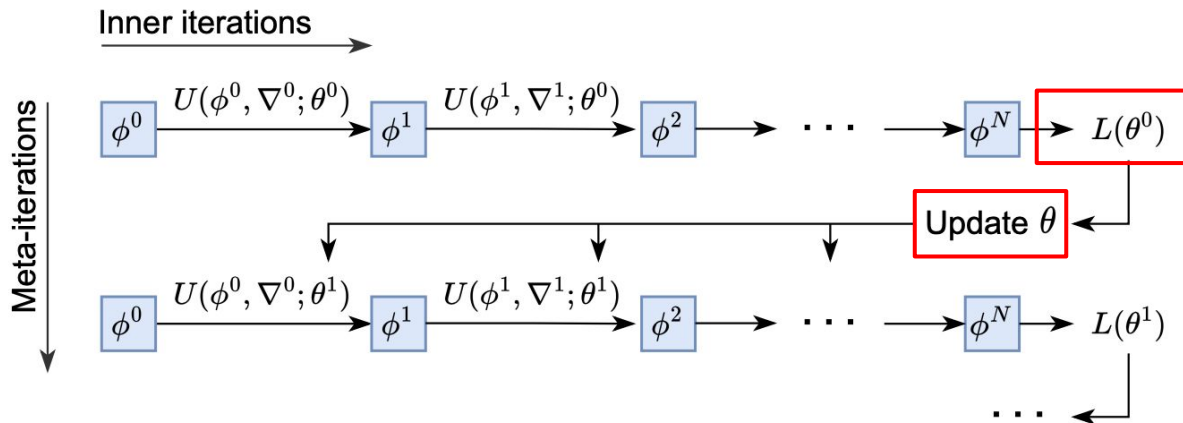 Inner iterations
Meta-iterations
U(ϕ⁰, ∇⁰; θ⁰) U(ϕ¹, ∇¹; θ⁰)
ϕ⁰ ϕ¹ ϕ² · · · ϕᴺ L(θ⁰)
Update θ
U(ϕ⁰, ∇⁰; θ¹) U(ϕ¹, ∇¹; θ¹)
ϕ⁰ ϕ¹ ϕ² · · · ϕᴺ L(θ¹)
· · ·